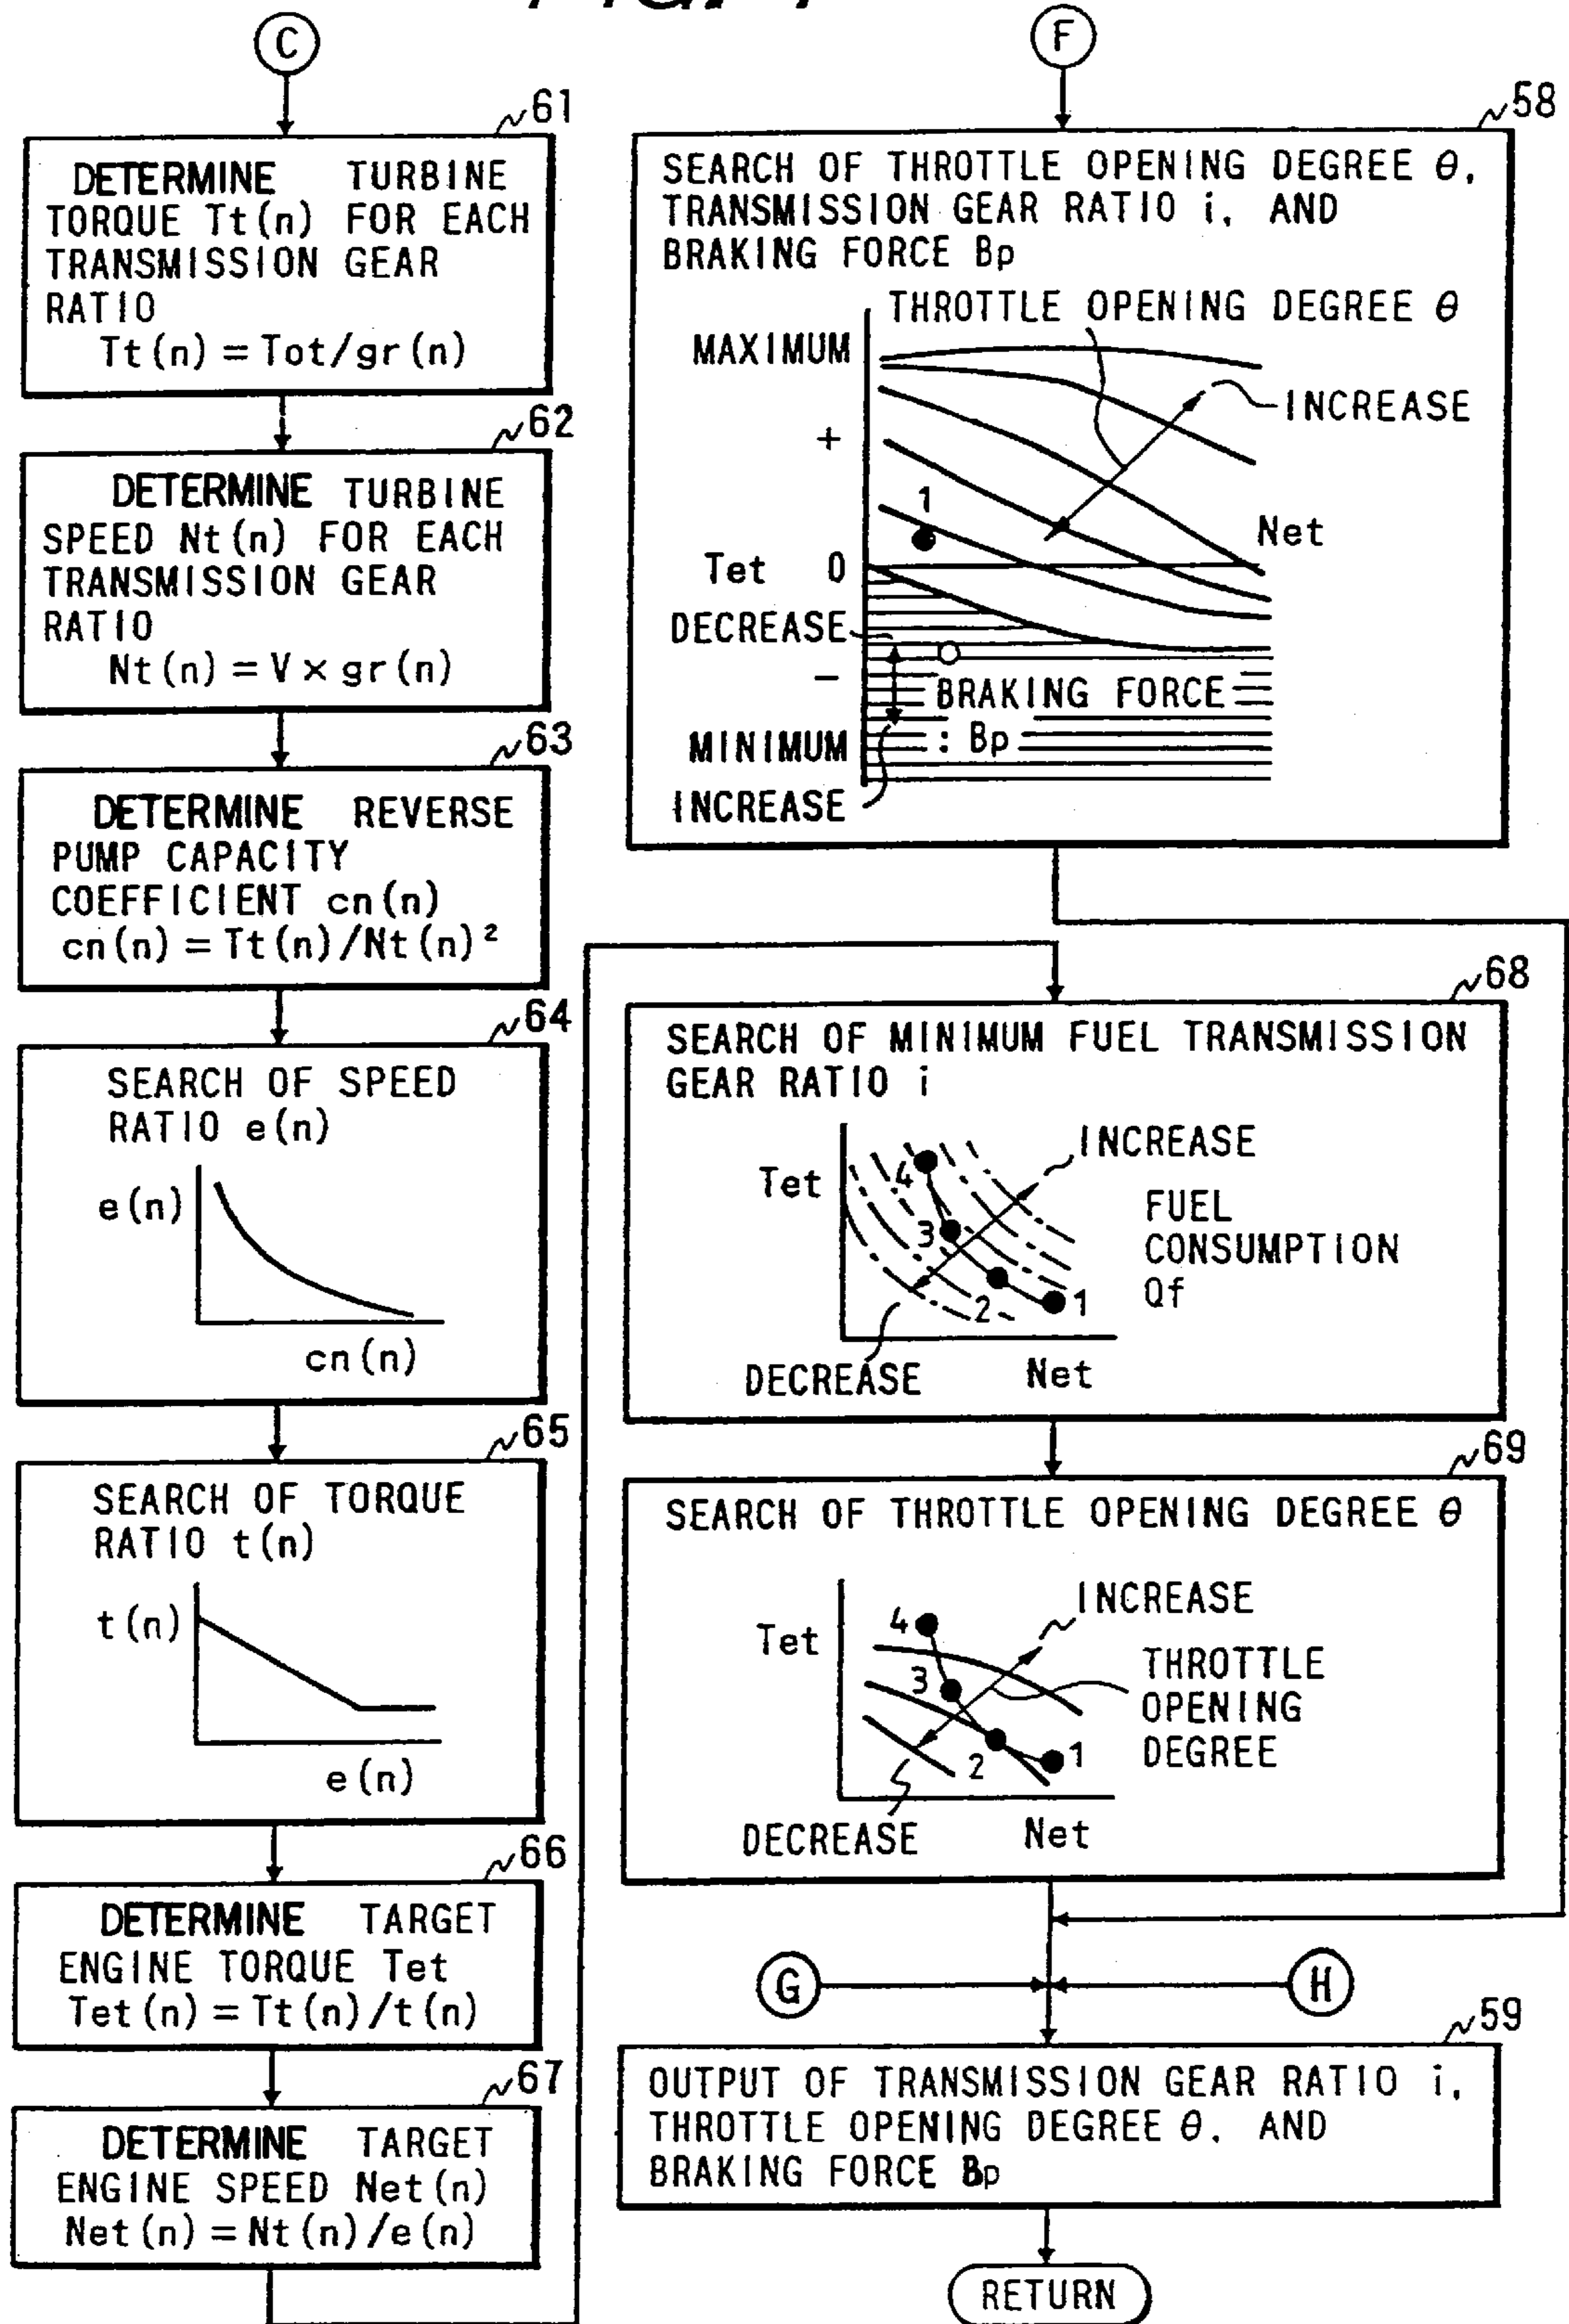 C
61
DETERMINE TURBINE
TORQUE Tt(n) FOR EACH
TRANSMISSION GEAR
RATIO
Tt(n) = Tot/gr(n)
62
DETERMINE TURBINE
SPEED Nt(n) FOR EACH
TRANSMISSION GEAR
RATIO
Nt(n) = V × gr(n)
63
DETERMINE REVERSE
PUMP CAPACITY
COEFFICIENT cn(n)
cn(n) = Tt(n)/Nt(n)²
64
SEARCH OF SPEED
RATIO e(n)
e(n)
cn(n)
65
SEARCH OF TORQUE
RATIO t(n)
t(n)
e(n)
66
DETERMINE TARGET
ENGINE TORQUE Tet
Tet(n) = Tt(n)/t(n)
67
DETERMINE TARGET
ENGINE SPEED Net(n)
Net(n) = Nt(n)/e(n)
F
58
SEARCH OF THROTTLE OPENING DEGREE θ,
TRANSMISSION GEAR RATIO i, AND
BRAKING FORCE Bp
THROTTLE OPENING DEGREE θ
MAXIMUM
INCREASE
+
1
Net
Tet 0
DECREASE
−
BRAKING FORCE
MINIMUM : Bp
INCREASE
68
SEARCH OF MINIMUM FUEL TRANSMISSION
GEAR RATIO i
INCREASE
Tet
4
FUEL
3
CONSUMPTION
Qf
2
1
DECREASE
Net
69
SEARCH OF THROTTLE OPENING DEGREE θ
INCREASE
4
Tet
THROTTLE
3
OPENING
DEGREE
2
1
DECREASE
Net
G
H
59
OUTPUT OF TRANSMISSION GEAR RATIO i,
THROTTLE OPENING DEGREE θ, AND
BRAKING FORCE Bp
RETURN